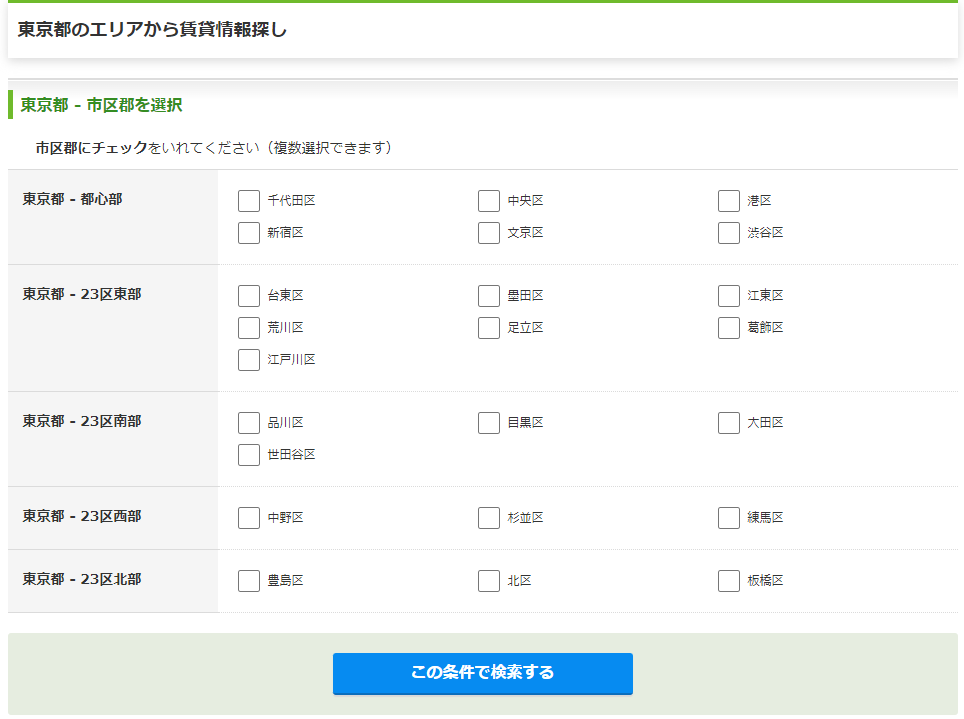 東京都のエリアから賃貸情報探し
東京都 - 市区郡を選択
市区郡にチェックをいれてください（複数選択できます）
東京都 - 都心部
千代田区 中央区 港区
新宿区 文京区 渋谷区
東京都 - 23区東部
台東区 墨田区 江東区
荒川区 足立区 葛飾区
江戸川区
東京都 - 23区南部
品川区 目黒区 大田区
世田谷区
東京都 - 23区西部
中野区 杉並区 練馬区
東京都 - 23区北部
豊島区 北区 板橋区
この条件で検索する